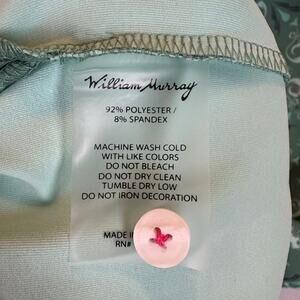 William Murray
92% POLYESTER /
8% SPANDEX
MACHINE WASH COLD
WITH LIKE COLORS
DO NOT BLEACH
DO NOT DRY CLEAN
TUMBLE DRY LOW
DO NOT IRON DECORATION
MADE IN
RN#